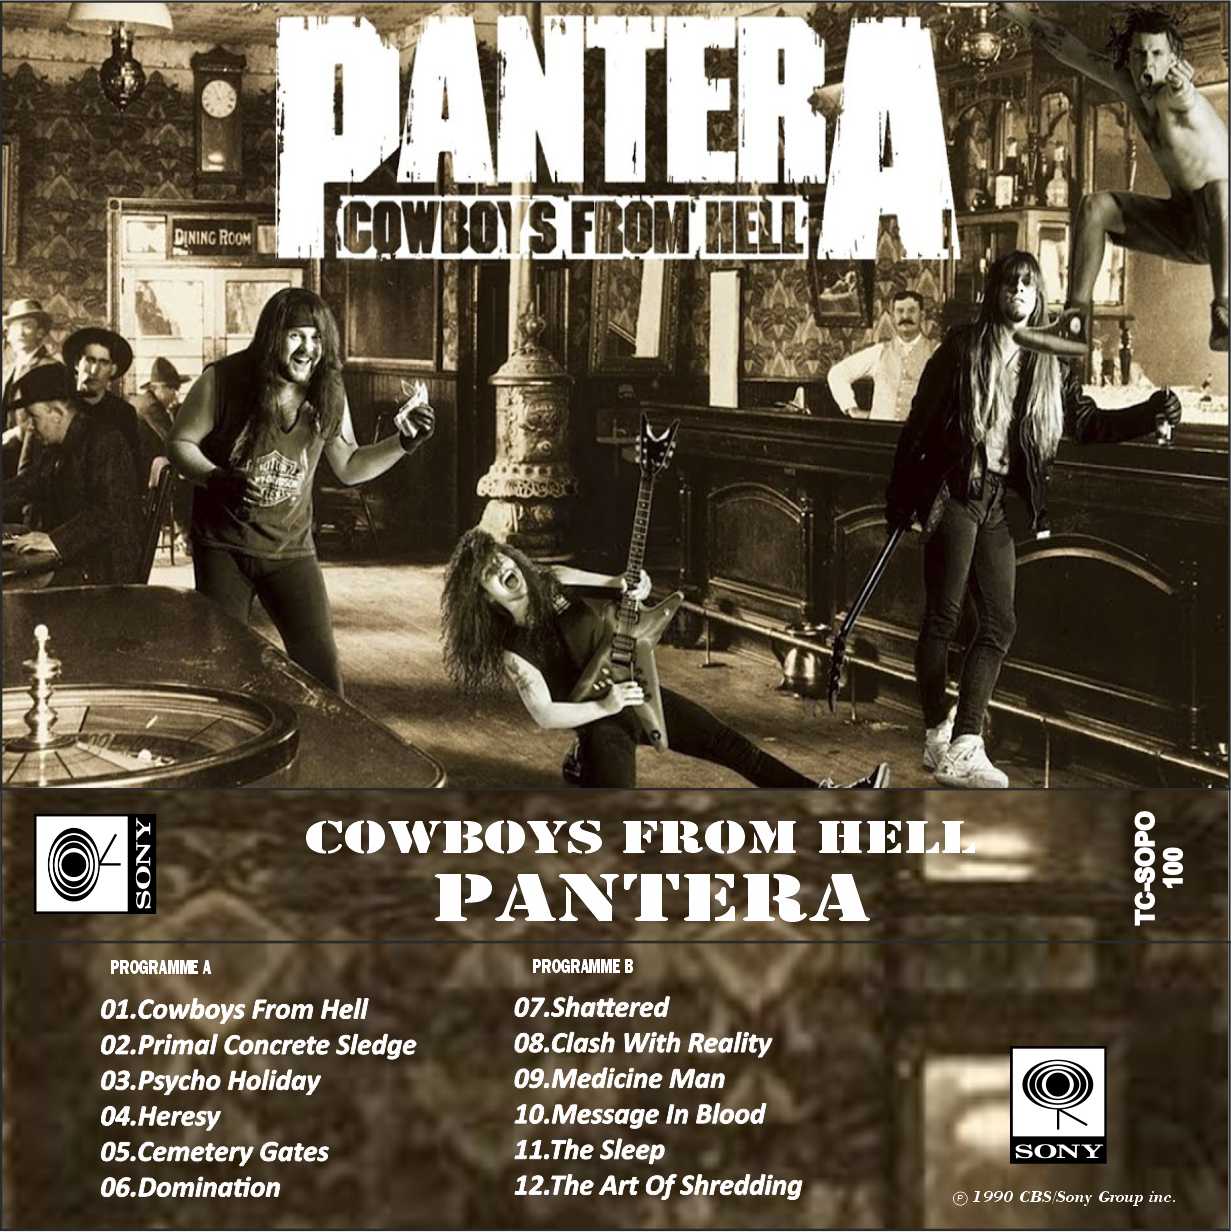 PANTERA
COWBOYS FROM HELL
DINING ROOM
SONY
COWBOYS FROM HELL
PANTERA
TC-SOPO
100
PROGRAMME A
01.Cowboys From Hell
02.Primal Concrete Sledge
03.Psycho Holiday
04.Heresy
05.Cemetery Gates
06.Domination
PROGRAMME B
07.Shattered
08.Clash With Reality
09.Medicine Man
10.Message In Blood
11.The Sleep
12.The Art Of Shredding
SONY
℗ 1990 CBS/Sony Group inc.